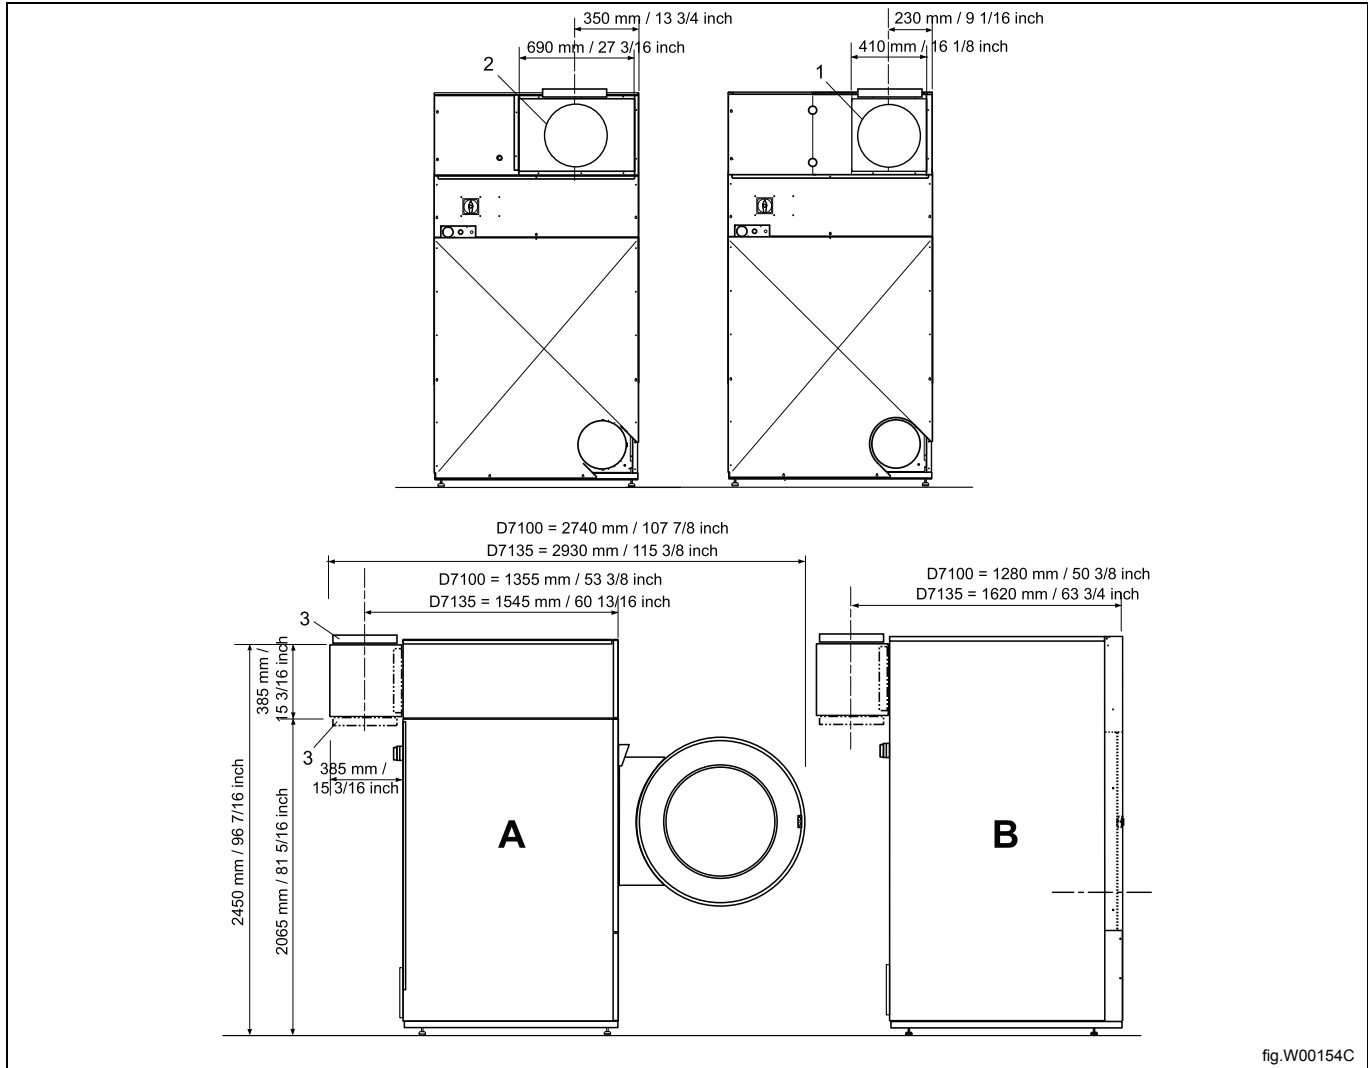 350 mm / 13 3/4 inch
230 mm / 9 1/16 inch
690 mm / 27 3/16 inch
410 mm / 16 1/8 inch
2
1
D7100 = 2740 mm / 107 7/8 inch
D7135 = 2930 mm / 115 3/8 inch
D7100 = 1355 mm / 53 3/8 inch
D7135 = 1545 mm / 60 13/16 inch
D7100 = 1280 mm / 50 3/8 inch
D7135 = 1620 mm / 63 3/4 inch
3
385 mm /
15 3/16 inch
3
385 mm /
15 3/16 inch
2450 mm / 96 7/16 inch
2065 mm / 81 5/16 inch
A
B
fig.W00154C